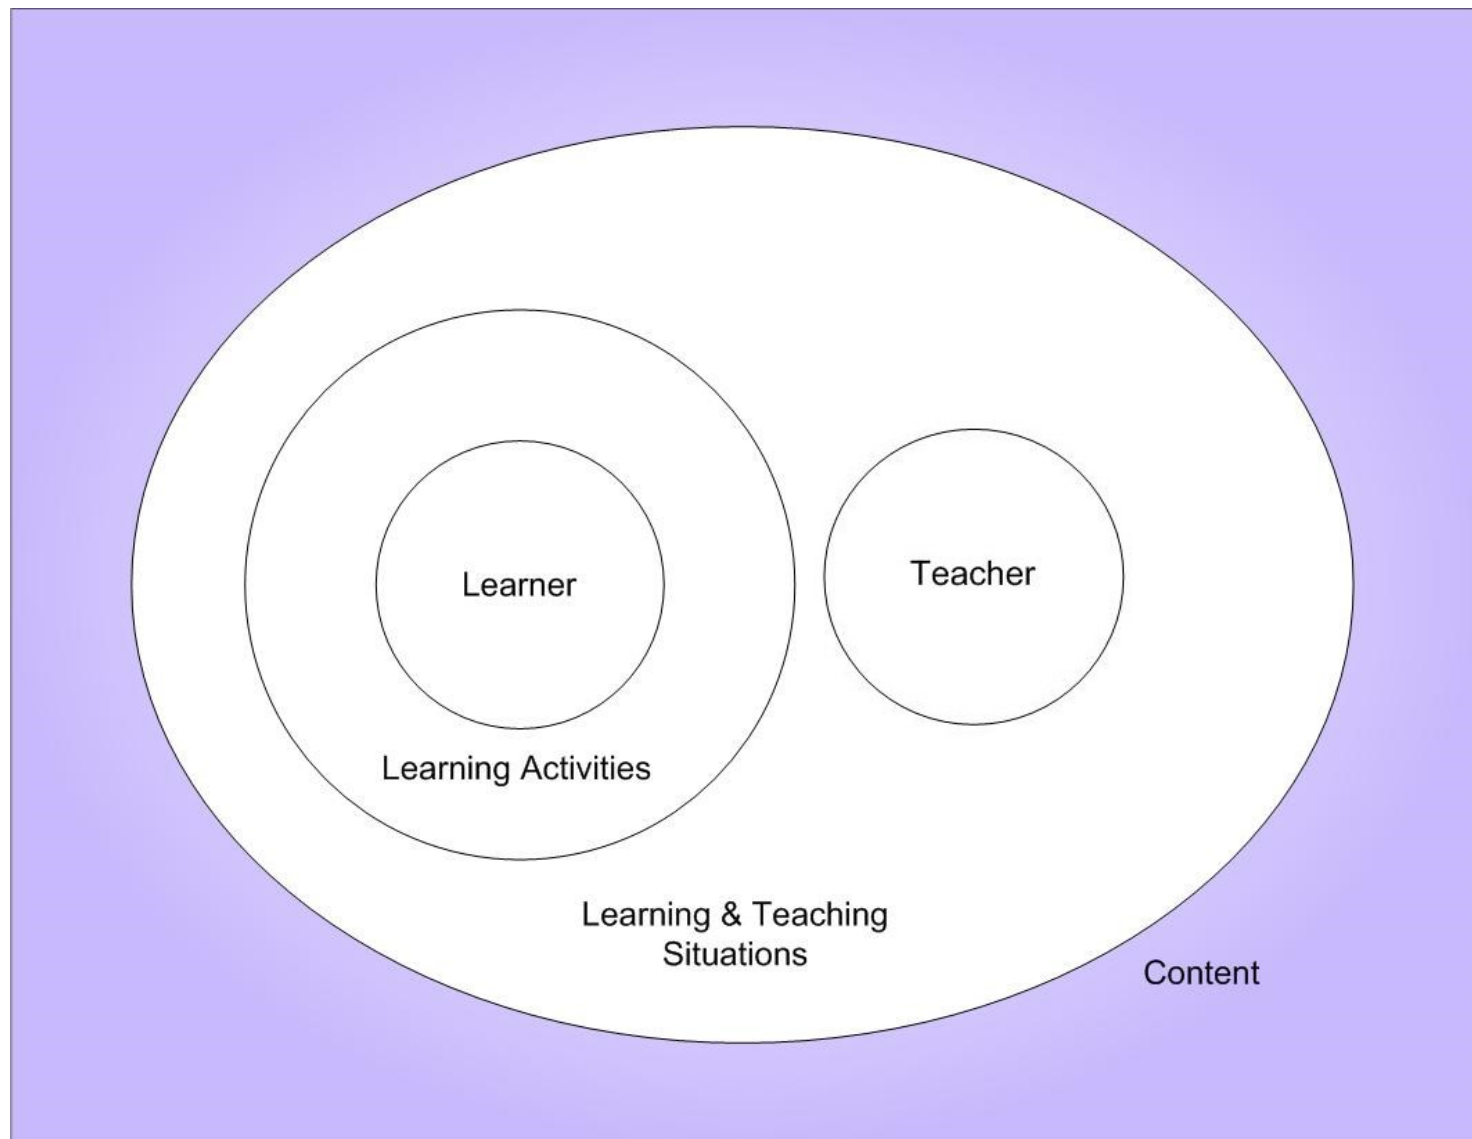 Teacher
Learner
Learning Activities
Learning & Teaching
Situations
Content